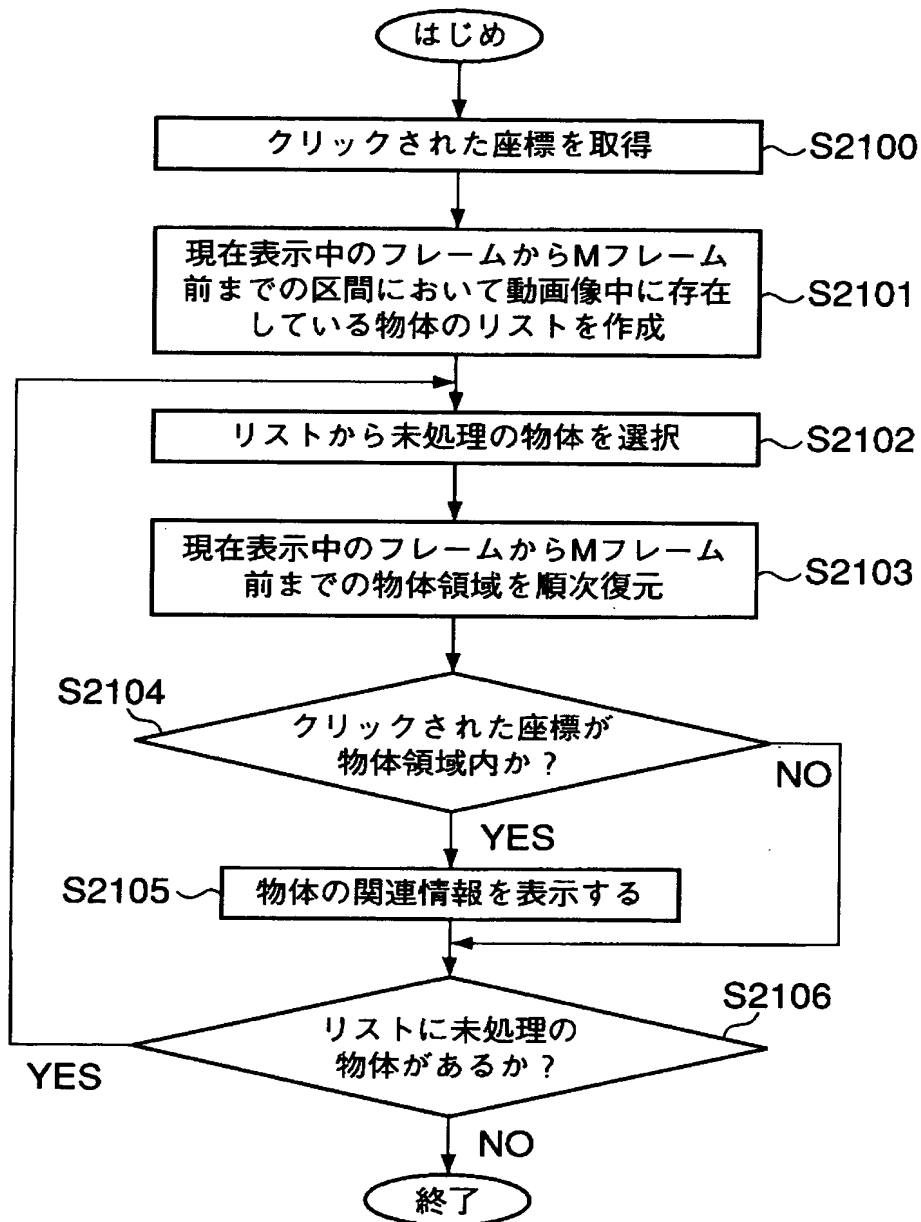 はじめ
クリックされた座標を取得
S2100
現在表示中のフレームからMフレーム
前までの区間において動画像中に存在
している物体のリストを作成
S2101
リストから未処理の物体を選択
S2102
現在表示中のフレームからMフレーム
前までの物体領域を順次復元
S2103
S2104
クリックされた座標が
物体領域内か?
NO
YES
S2105
物体の関連情報を表示する
S2106
リストに未処理の
物体があるか?
YES
NO
終了